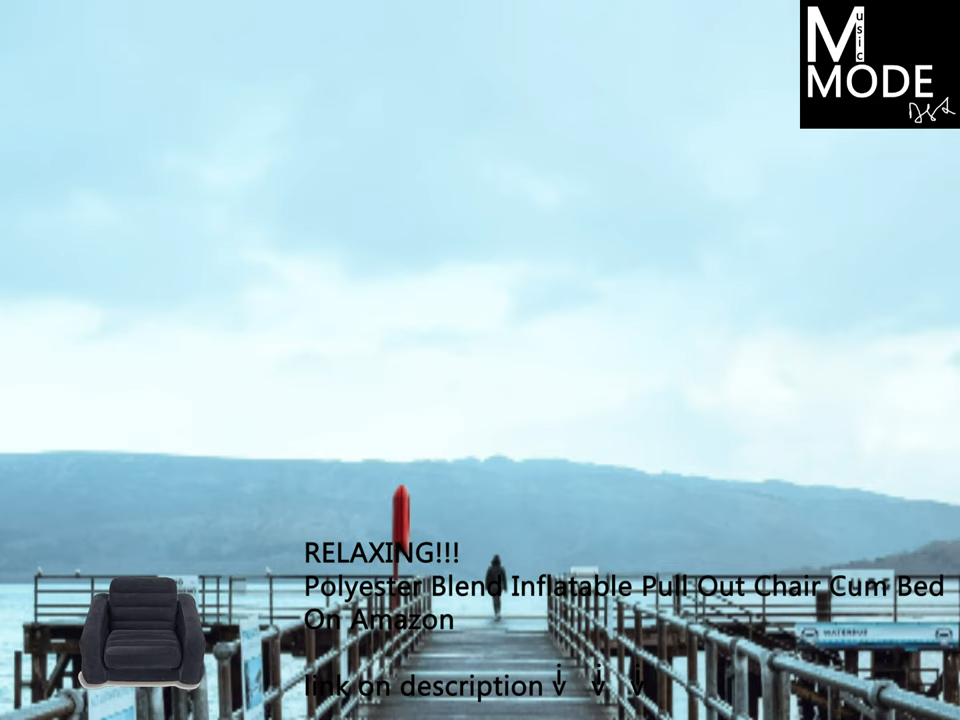 Music
MODE
RELAXING!!!
Polyester Blend Inflatable Pull Out Chair Cum Bed
On Amazon
WATERBUS
link on description